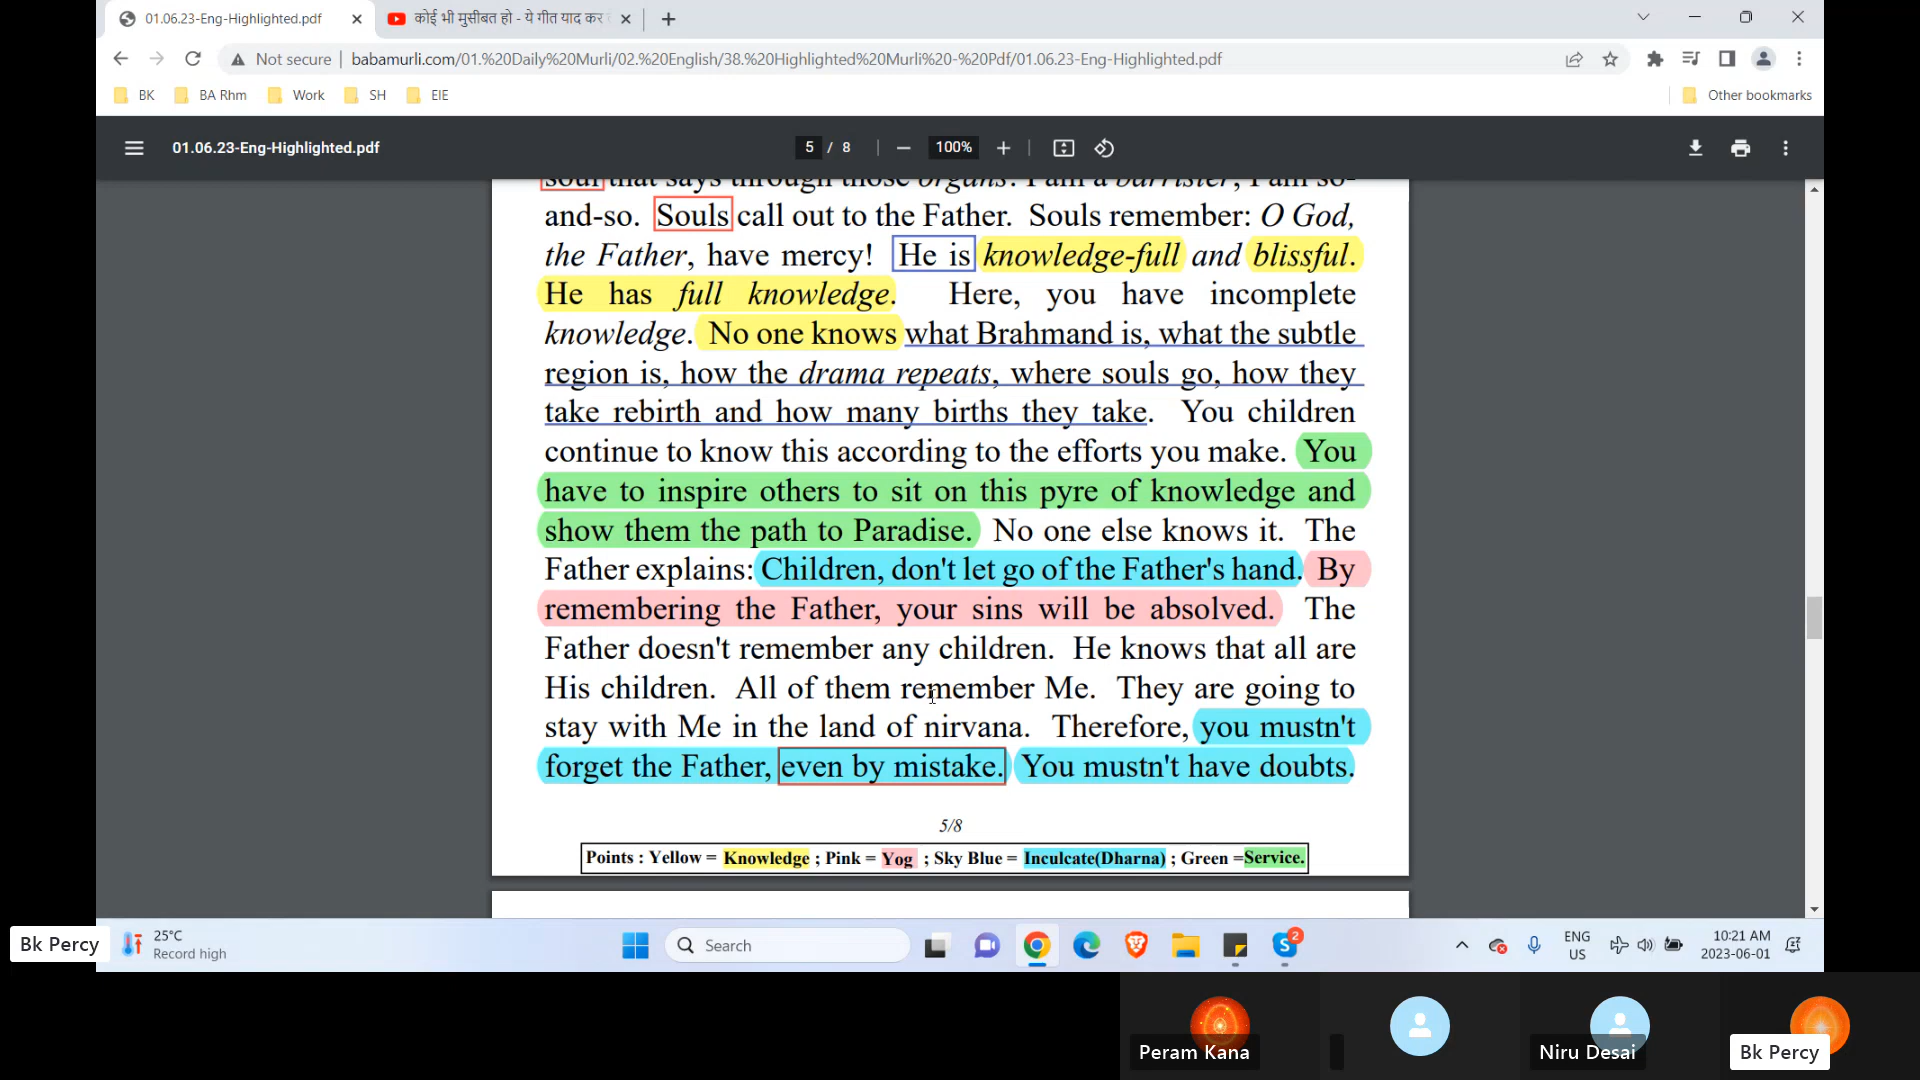 01.06.23-Eng-Highlighted.pdf
कोई भी मुसीबत हो - ये गीत याद कर
Not secure
babamurli.com/01.%20Daily%20Murli/02.%20English/38.%20Highlighted%20Murli%20-%20Pdf/01.06.23-Eng-Highlighted.pdf
BK BA Rhm Work SH EIE Other bookmarks
01.06.23-Eng-Highlighted.pdf 5 / 8 100%
soul that says through those organs: I am a barrister, I am so-
and-so. Souls call out to the Father. Souls remember: O God,
the Father, have mercy! He is knowledge-full and blissful.
He has full knowledge. Here, you have incomplete
knowledge. No one knows what Brahmand is, what the subtle
region is, how the drama repeats, where souls go, how they
take rebirth and how many births they take. You children
continue to know this according to the efforts you make. You
have to inspire others to sit on this pyre of knowledge and
show them the path to Paradise. No one else knows it. The
Father explains: Children, don't let go of the Father's hand. By
remembering the Father, your sins will be absolved. The
Father doesn't remember any children. He knows that all are
His children. All of them remember Me. They are going to
stay with Me in the land of nirvana. Therefore, you mustn't
forget the Father, even by mistake. You mustn't have doubts.
5/8
Points : Yellow = Knowledge ; Pink = Yog ; Sky Blue = Inculcate(Dharna) ; Green =Service.
Bk Percy
25°C
Record high
Search
2
ENG
US
10:21 AM
2023-06-01
Peram Kana
Niru Desai
Bk Percy